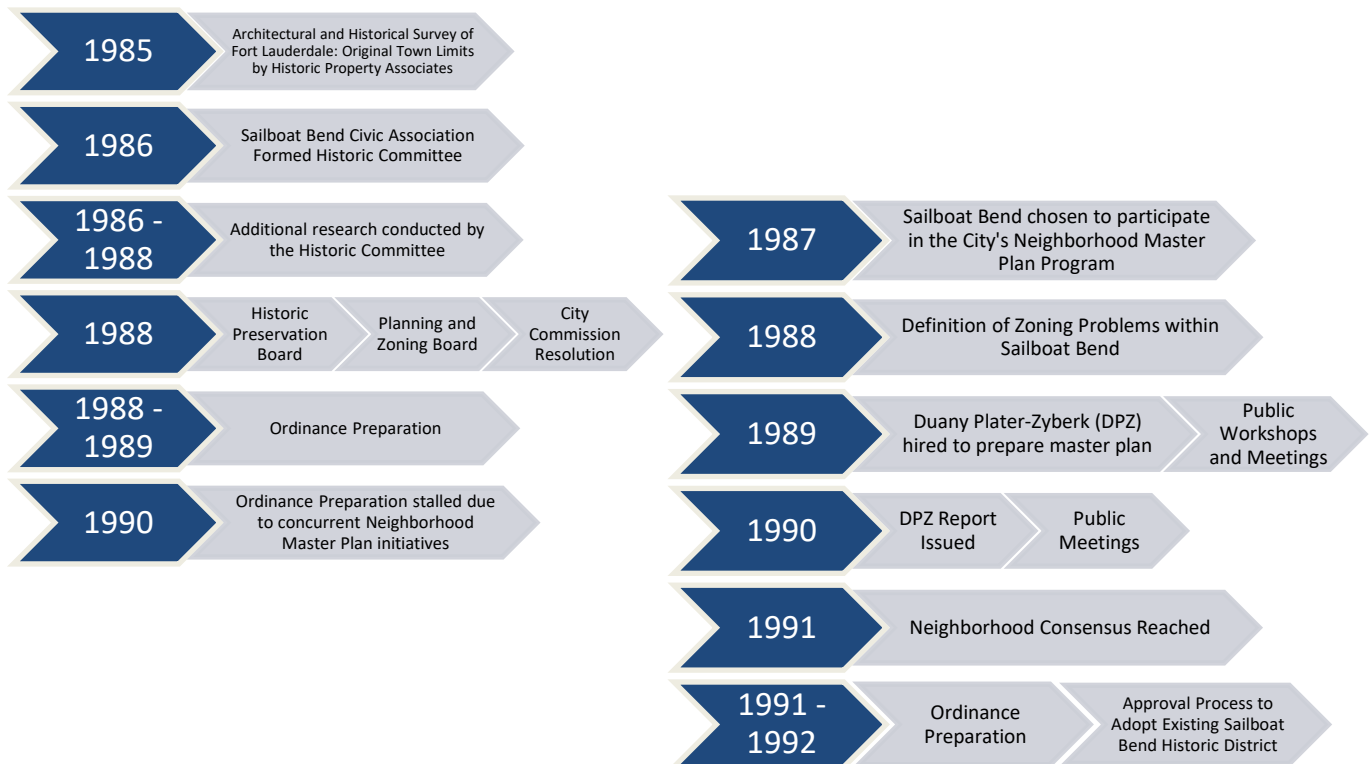 1985
Architectural and Historical Survey of
Fort Lauderdale: Original Town Limits
by Historic Property Associates
1986
Sailboat Bend Civic Association
Formed Historic Committee
1986 -
1988
Additional research conducted by
the Historic Committee
1988
Historic
Preservation
Board
Planning and
Zoning Board
City
Commission
Resolution
1988 -
1989
Ordinance Preparation
1990
Ordinance Preparation stalled due
to concurrent Neighborhood
Master Plan initiatives
1987
Sailboat Bend chosen to participate
in the City's Neighborhood Master
Plan Program
1988
Definition of Zoning Problems within
Sailboat Bend
1989
Duany Plater-Zyberk (DPZ)
hired to prepare master plan
Public
Workshops
and Meetings
1990
DPZ Report
Issued
Public
Meetings
1991
Neighborhood Consensus Reached
1991 -
1992
Ordinance
Preparation
Approval Process to
Adopt Existing Sailboat
Bend Historic District